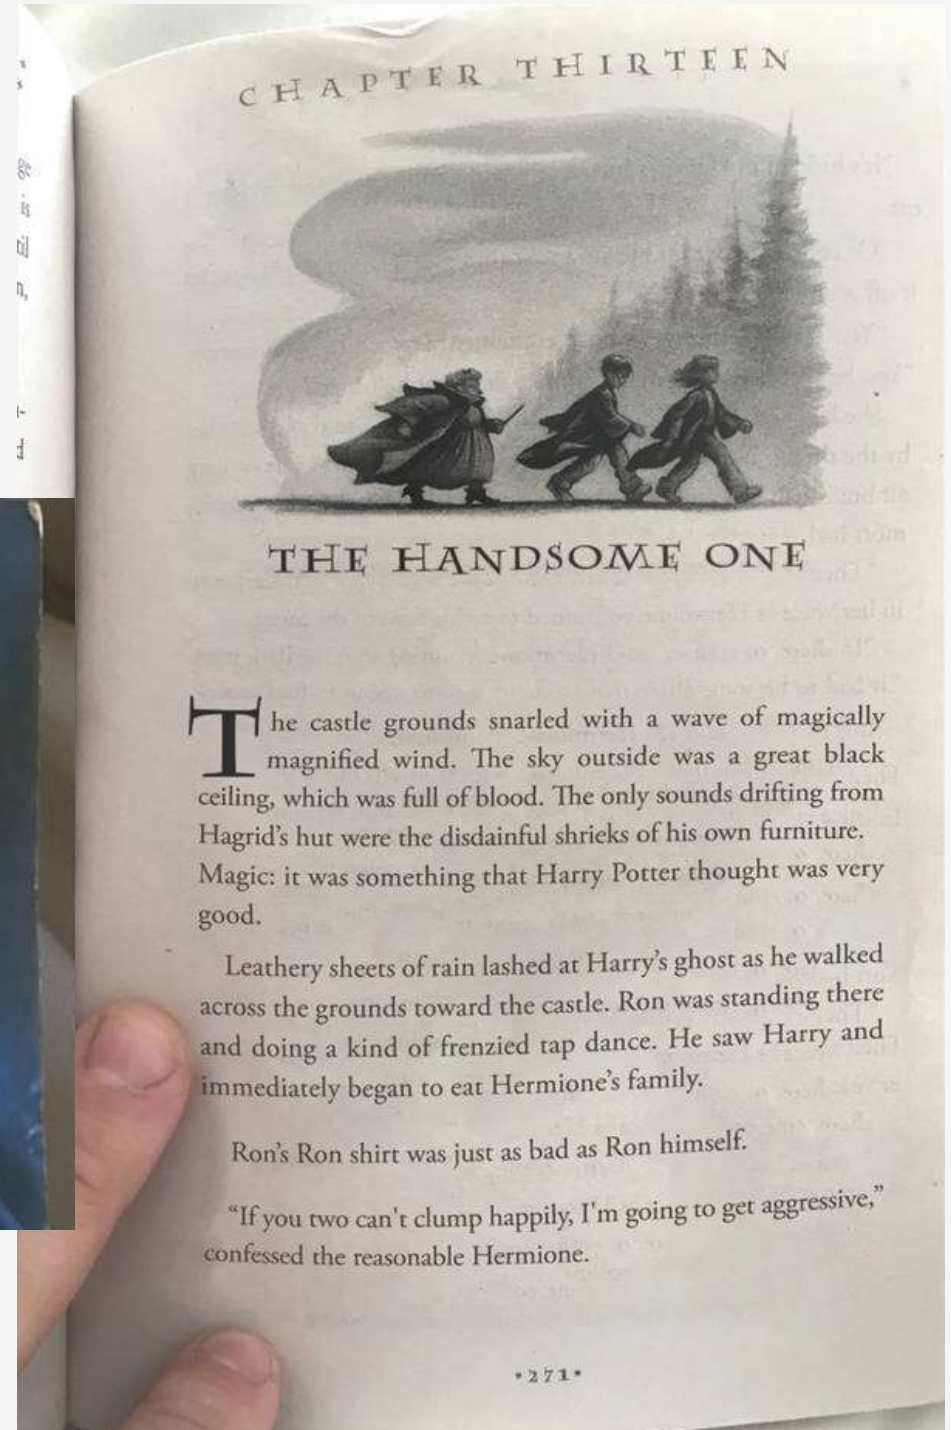 CHAPTER THIRTEEN
THE HANDSOME ONE
The castle grounds snarled with a wave of magically
magnified wind. The sky outside was a great black
ceiling, which was full of blood. The only sounds drifting from
Hagrid's hut were the disdainful shrieks of his own furniture.
Magic: it was something that Harry Potter thought was very
good.
Leathery sheets of rain lashed at Harry's ghost as he walked
across the grounds toward the castle. Ron was standing there
and doing a kind of frenzied tap dance. He saw Harry and
immediately began to eat Hermione's family.
Ron's Ron shirt was just as bad as Ron himself.
“If you two can't clump happily, I'm going to get aggressive,”
confessed the reasonable Hermione.
•271•